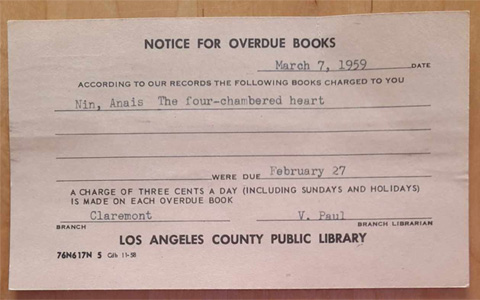 NOTICE FOR OVERDUE BOOKS
March 7, 1959 DATE
ACCORDING TO OUR RECORDS THE FOLLOWING BOOKS CHARGED TO YOU
Nin, Anais The four-chambered heart
WERE DUE February 27
A CHARGE OF THREE CENTS A DAY (INCLUDING SUNDAYS AND HOLIDAYS)
IS MADE ON EACH OVERDUE BOOK
Claremont V. Paul
BRANCH BRANCH LIBRARIAN
LOS ANGELES COUNTY PUBLIC LIBRARY
76N617N 5 11-58